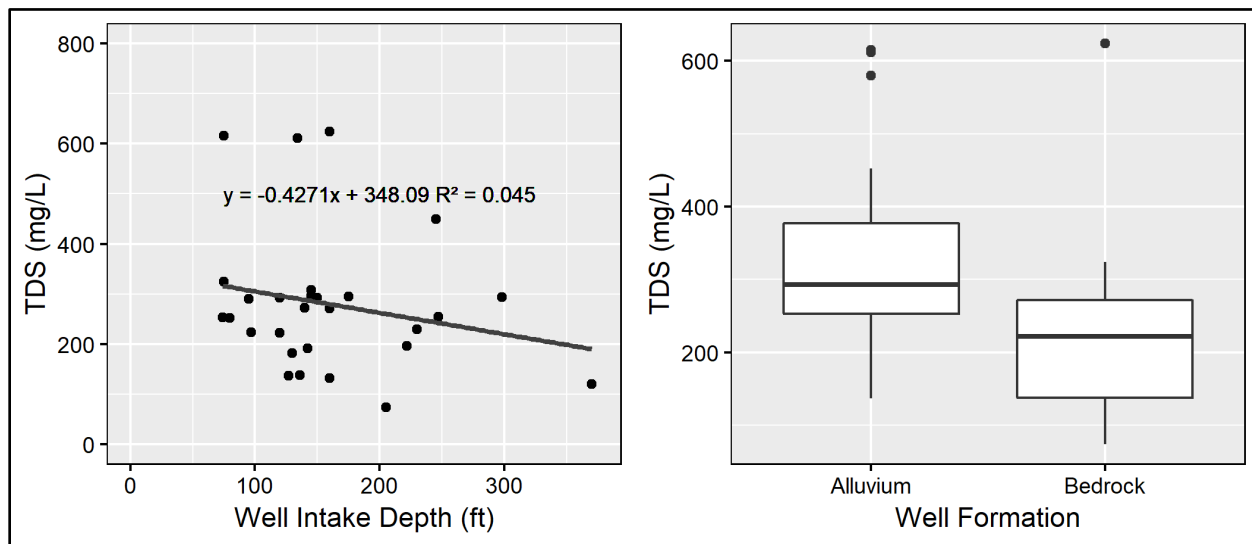 TDS (mg/L)
800
600
400
200
0
y = -0.4271x + 348.09 R² = 0.045
0 100 200 300
Well Intake Depth (ft)
TDS (mg/L)
600
400
200
Alluvium Bedrock
Well Formation